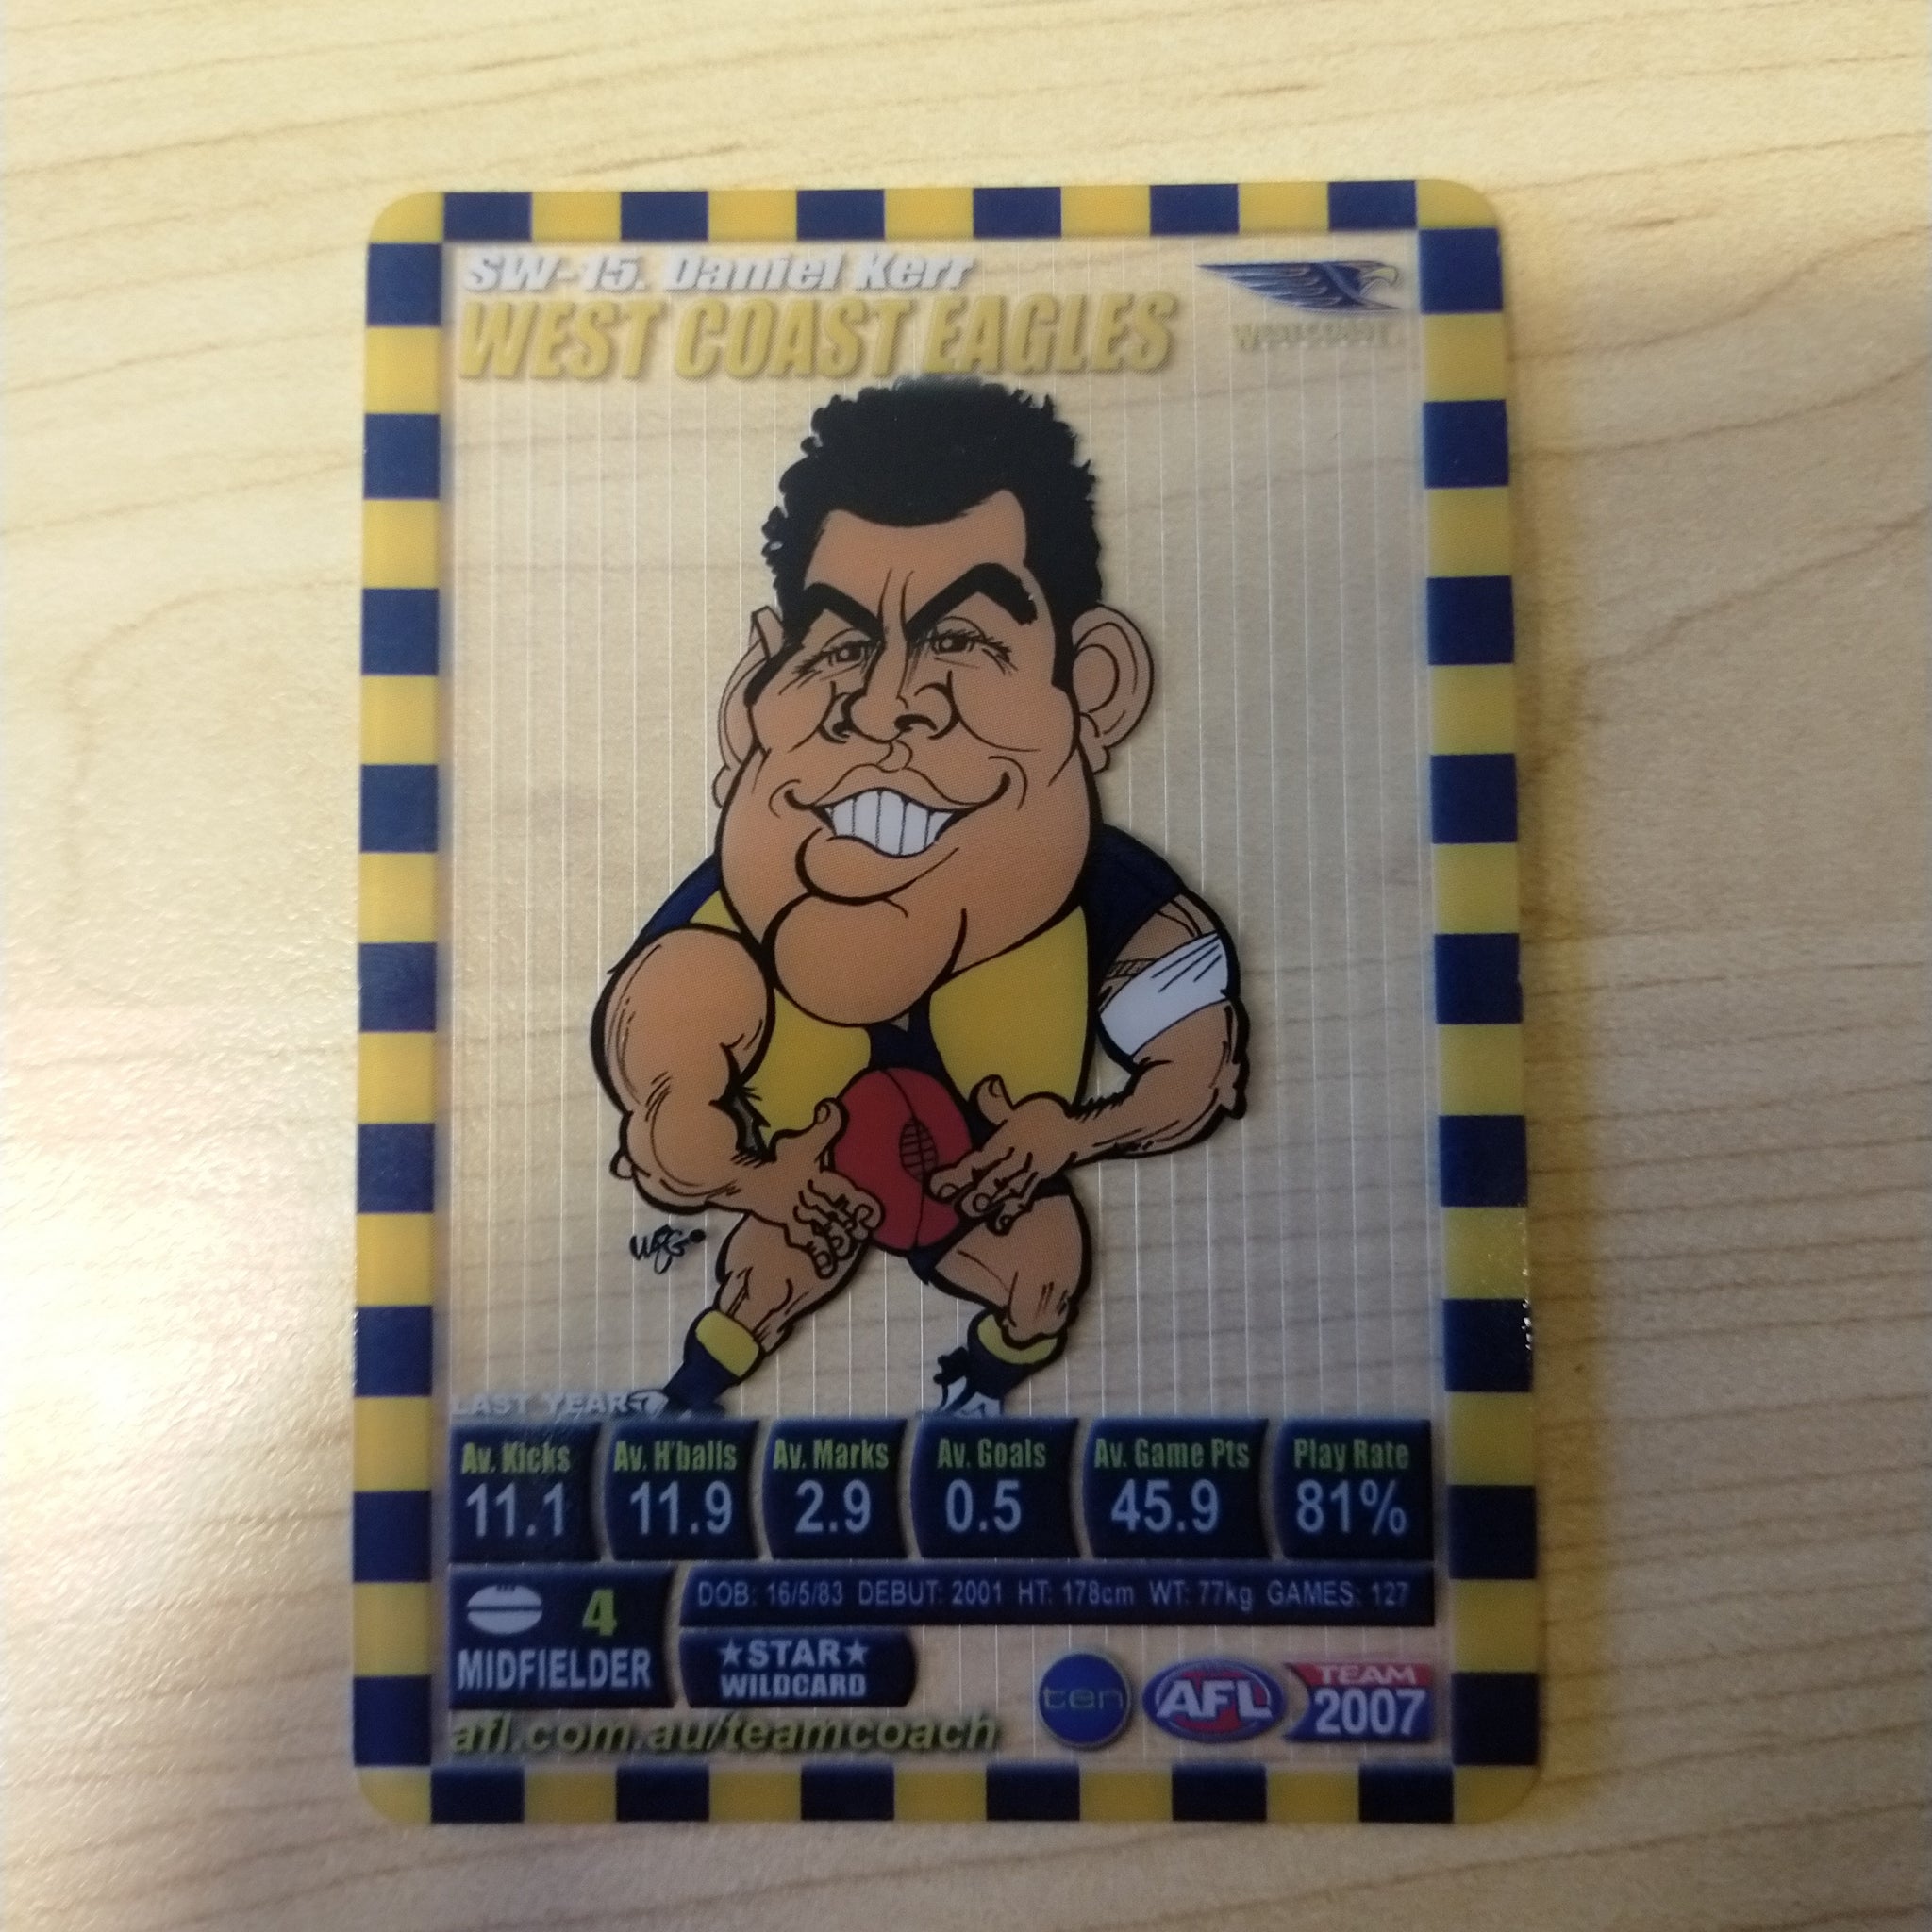 SW-15. Daniel Kerr
WEST COAST EAGLES
WEST COAST
LAST YEAR
Av. Kicks Av. H'balls Av. Marks Av. Goals Av. Game Pts Play Rate
11.1 11.9 2.9 0.5 45.9 81%
4
MIDFIELDER
DOB: 16/5/83 DEBUT: 2001 HT: 178cm WT: 77kg GAMES: 127
★STAR★
WILDCARD
ten
AFL
TEAM
2007
afl.com.au/teamcoach